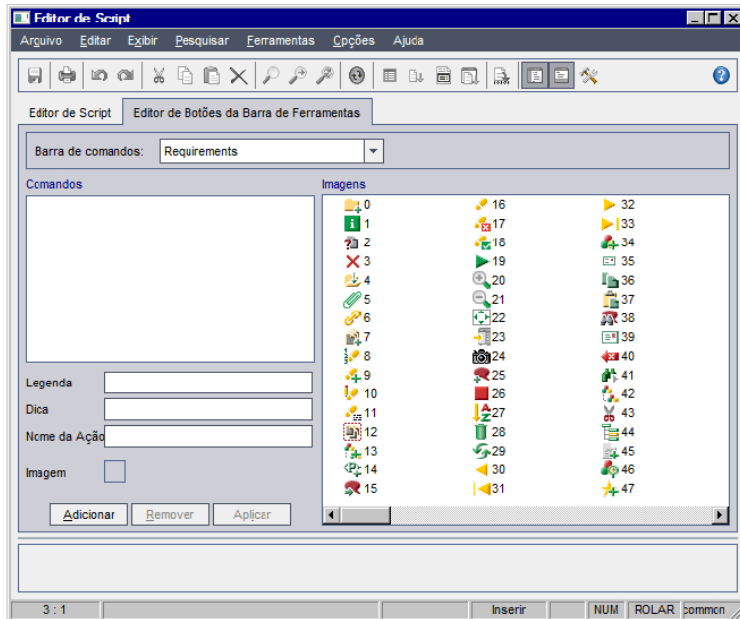 Editor de Script
Arquivo Editar Exibir Pesquisar Ferramentas Opções Ajuda
Editor de Script Editor de Botões da Barra de Ferramentas
Barra de comandos: Requirements
Comandos
Imagens
0 16 32
1 17 33
2 18 34
3 19 35
4 20 36
5 21 37
6 22 38
7 23 39
8 24 40
9 25 41
10 26 42
11 27 43
12 28 44
13 29 45
14 30 46
15 31 47
Legenda
Dica
Nome da Ação
Imagem
Adicionar Remover Aplicar
3 : 1 Inserir NUM ROLAR common